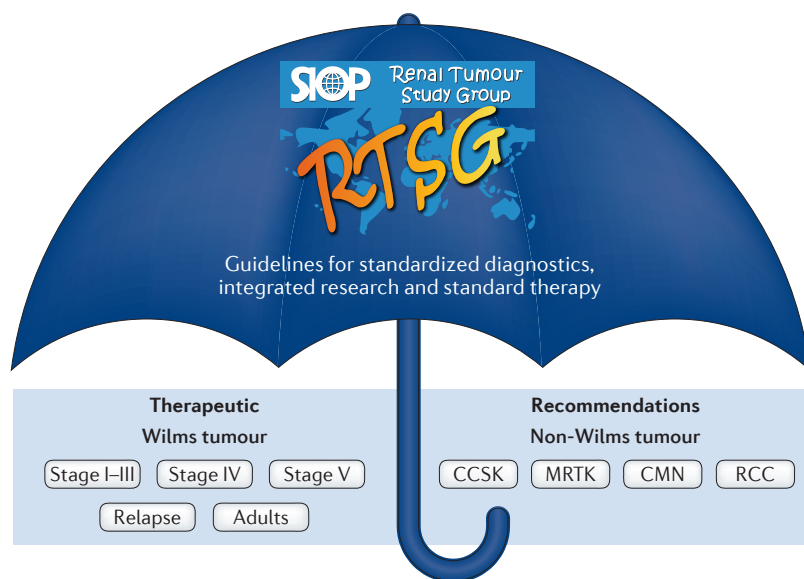 SIOP Renal Tumour
Study Group
RTSG
Guidelines for standardized diagnostics,
integrated research and standard therapy
Therapeutic
Wilms tumour
Stage I–III Stage IV Stage V
Relapse Adults
Recommendations
Non-Wilms tumour
CCSK MRTK CMN RCC